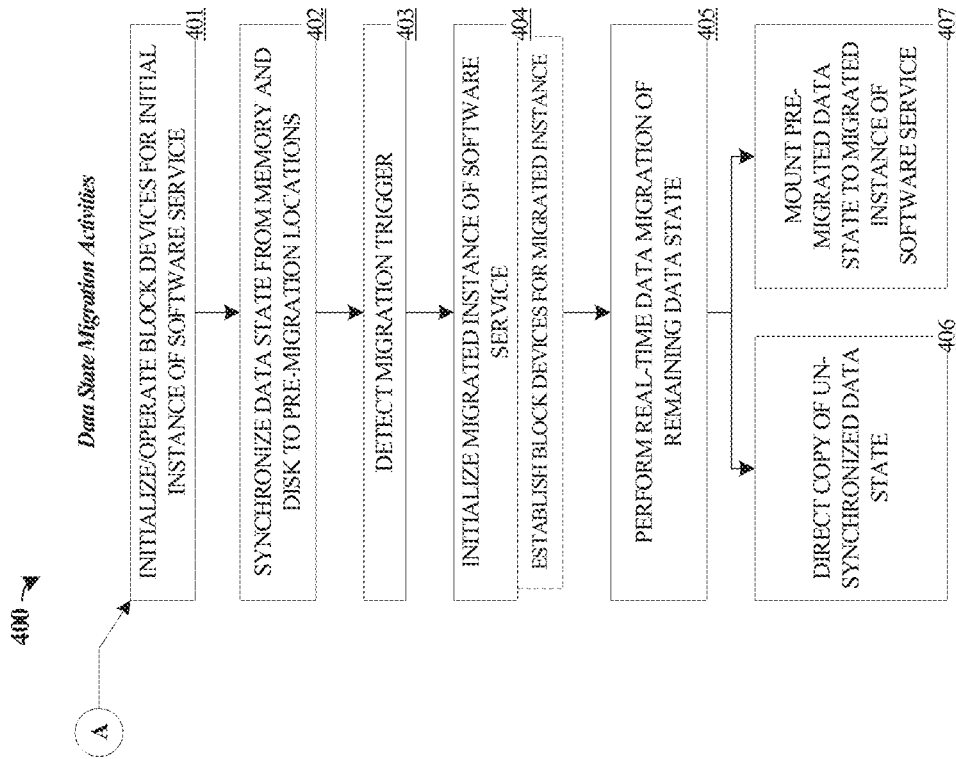 400
Data State Migration Activities
A
INITIALIZE/OPERATE BLOCK DEVICES FOR INITIAL
INSTANCE OF SOFTWARE SERVICE
401
SYNCHRONIZE DATA STATE FROM MEMORY AND
DISK TO PRE-MIGRATION LOCATIONS
402
DETECT MIGRATION TRIGGER
403
INITIALIZE MIGRATED INSTANCE OF SOFTWARE
SERVICE
404
ESTABLISH BLOCK DEVICES FOR MIGRATED INSTANCE
PERFORM REAL-TIME DATA MIGRATION OF
REMAINING DATA STATE
405
DIRECT COPY OF UN-
SYNCHRONIZED DATA
STATE
406
MOUNT PRE-
MIGRATED DATA
STATE TO MIGRATED
INSTANCE OF
SOFTWARE SERVICE
407